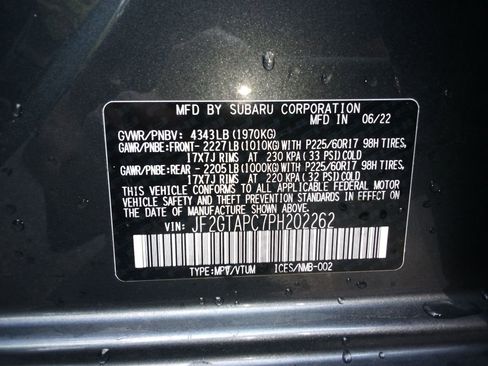 MFD BY SUBARU CORPORATION
MFD IN 06/22
GVWR/PNBV: 4343LB(1970KG)
GAWR/PNBE:FRONT- 2227LB(1010KG)WITH P225/60R17 98H TIRES,
17X7J RIMS AT 230 KPA(33 PSI)COLD
GAWR/PNBE:REAR - 2205LB(1000KG)WITH P225/60R17 98H TIRES,
17X7J RIMS AT 220 KPA(32 PSI)COLD
THIS VEHICLE CONFORMS TO ALL APPLICABLE FEDERAL MOTOR
VEHICLE SAFETY AND THEFT PREVENTION STANDARDS IN EFFECT ON
THE DATE OF MANUFACTURE SHOWN ABOVE.
VIN: JF2GTAPC7PH202262
TYPE:MPV/VTUM ICES/NMB-002